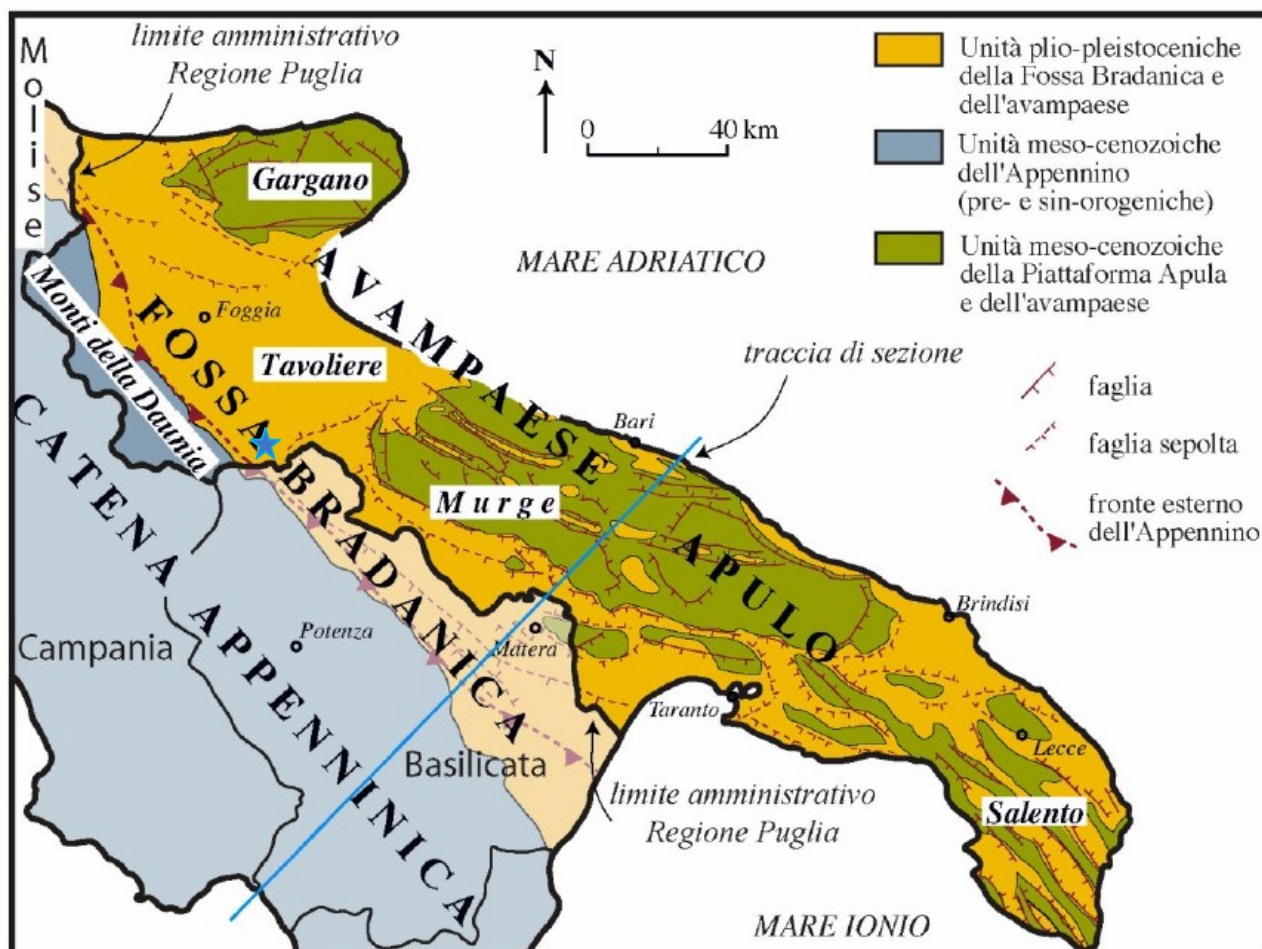 Molise
limite amministrativo
Regione Puglia
N
0 40 km
Unità plio-pleistoceniche
della Fossa Bradanica e
dell'avampaese
Unità meso-cenozoiche
dell'Appennino
(pre- e sin-orogeniche)
Unità meso-cenozoiche
della Piattaforma Apula
e dell'avampaese
faglia
faglia sepolta
fronte esterno
dell'Appennino
Gargano
MARE ADRIATICO
AVAMPAESE APULO
traccia di sezione
Monti della Daunia
Foggia
FOSSA BRADANICA
Tavoliere
Bari
Murge
CATENA APPENNINICA
Brindisi
Campania
Potenza
Matera
Taranto
Lecce
Basilicata
limite amministrativo
Regione Puglia
Salento
MARE IONIO